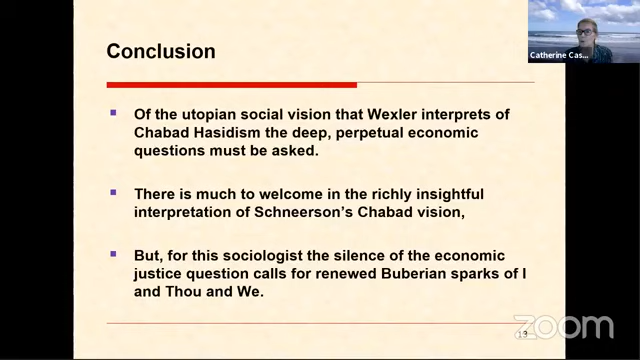 Conclusion
Catherine Cas...
Of the utopian social vision that Wexler interprets of
Chabad Hasidism the deep, perpetual economic
questions must be asked.
There is much to welcome in the richly insightful
interpretation of Schneerson's Chabad vision,
But, for this sociologist the silence of the economic
justice question calls for renewed Buberian sparks of I
and Thou and We.
13
zoom